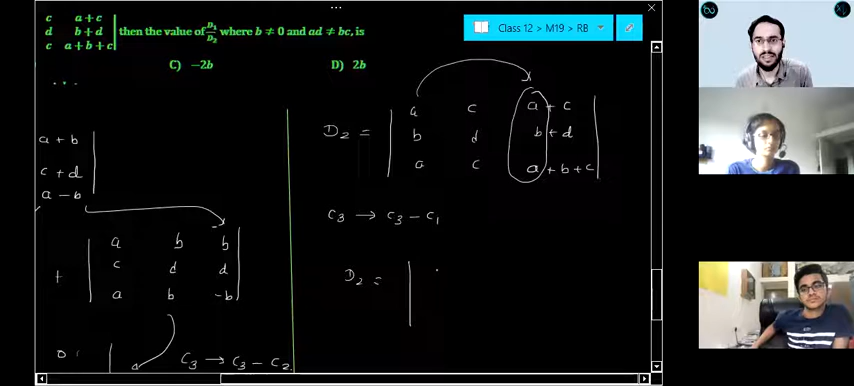 c a + c
d b + d then the value of D₁/D₂ where b ≠ 0 and ad ≠ bc, is
c a + b + c
C) −2b D) 2b
Class 12 > M19 > RB
a + b
c + d
a − b
+ a b b
c d d
a b -b
C₃ → C₃ − C₂
D₂ = a c a + c
b d b + d
a c a + b + c
C₃ → C₃ − C₁
D₂ =